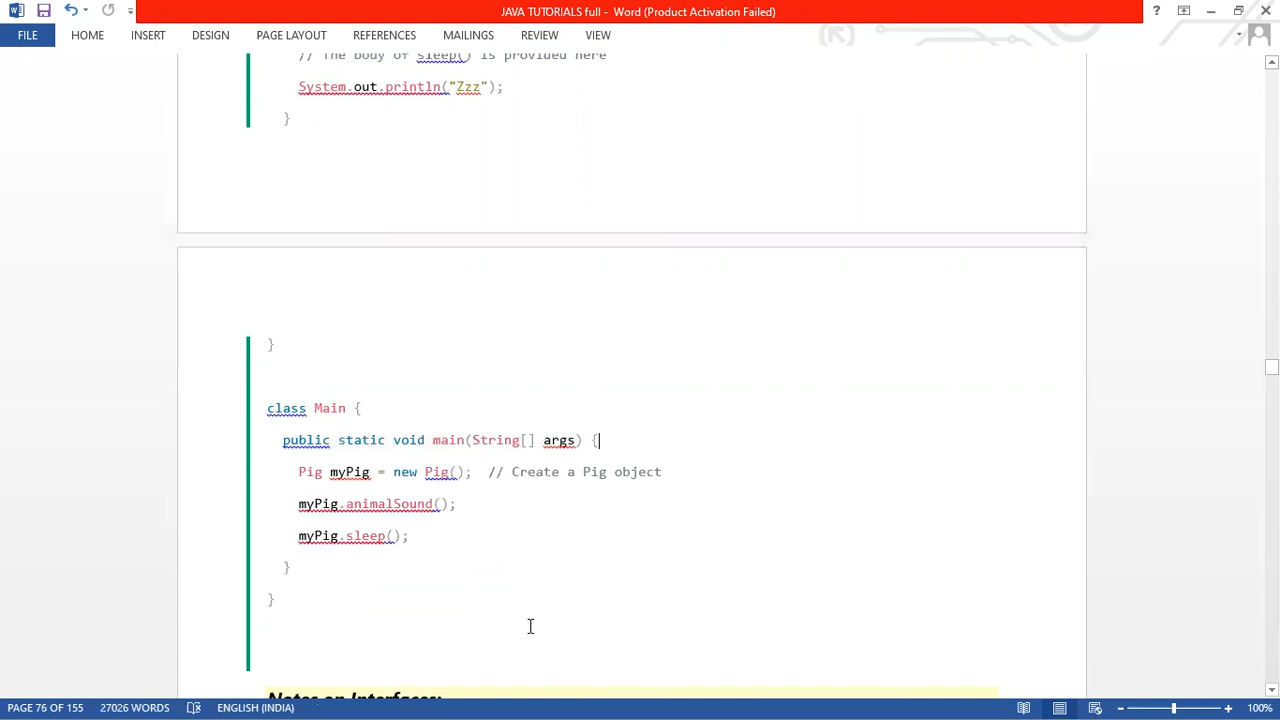 JAVA TUTORIALS full - Word (Product Activation Failed)
FILE HOME INSERT DESIGN PAGE LAYOUT REFERENCES MAILINGS REVIEW VIEW
// The body of sleep() is provided here
System.out.println("Zzz");
}
}
class Main {
public static void main(String[] args) {
Pig myPig = new Pig();  // Create a Pig object
myPig.animalSound();
myPig.sleep();
}
}
Notes on Interfaces:
PAGE 76 OF 155 27026 WORDS ENGLISH (INDIA) 100%